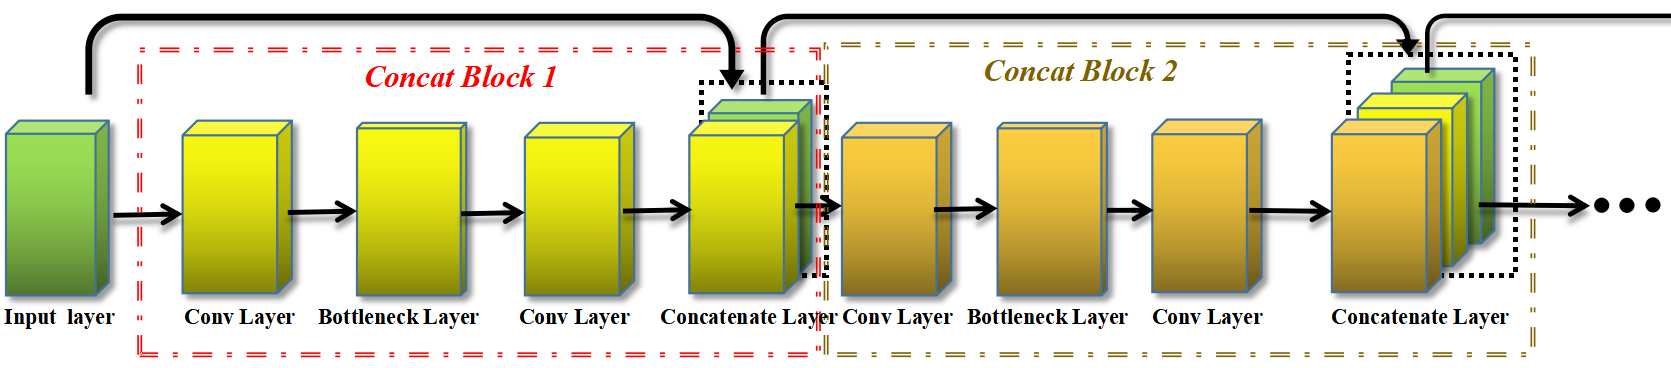 Concat Block 1
Concat Block 2
Input layer
Conv Layer
Bottleneck Layer
Conv Layer
Concatenate Layer
Conv Layer
Bottleneck Layer
Conv Layer
Concatenate Layer